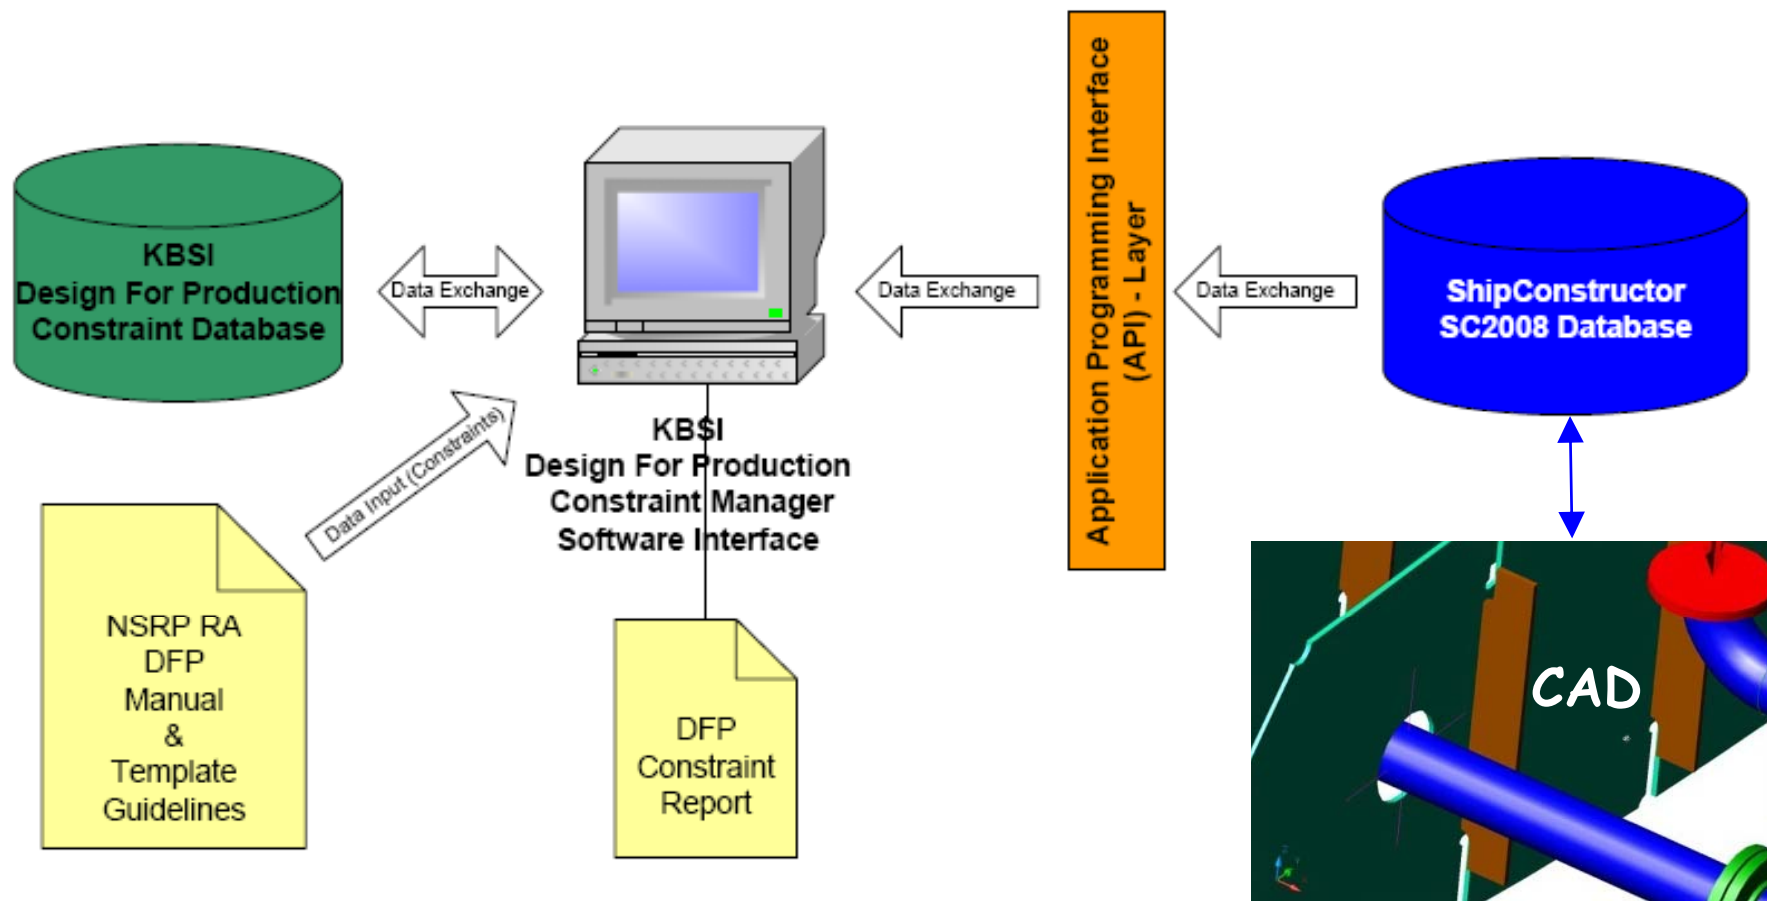 KBSI
Design For Production
Constraint Database
Data Exchange
KBSI
Design For Production
Constraint Manager
Software Interface
Data Exchange
Application Programming Interface
(API) - Layer
Data Exchange
ShipConstructor
SC2008 Database
Data Input (Constraints)
NSRP RA
DFP
Manual
&
Template
Guidelines
DFP
Constraint
Report
CAD